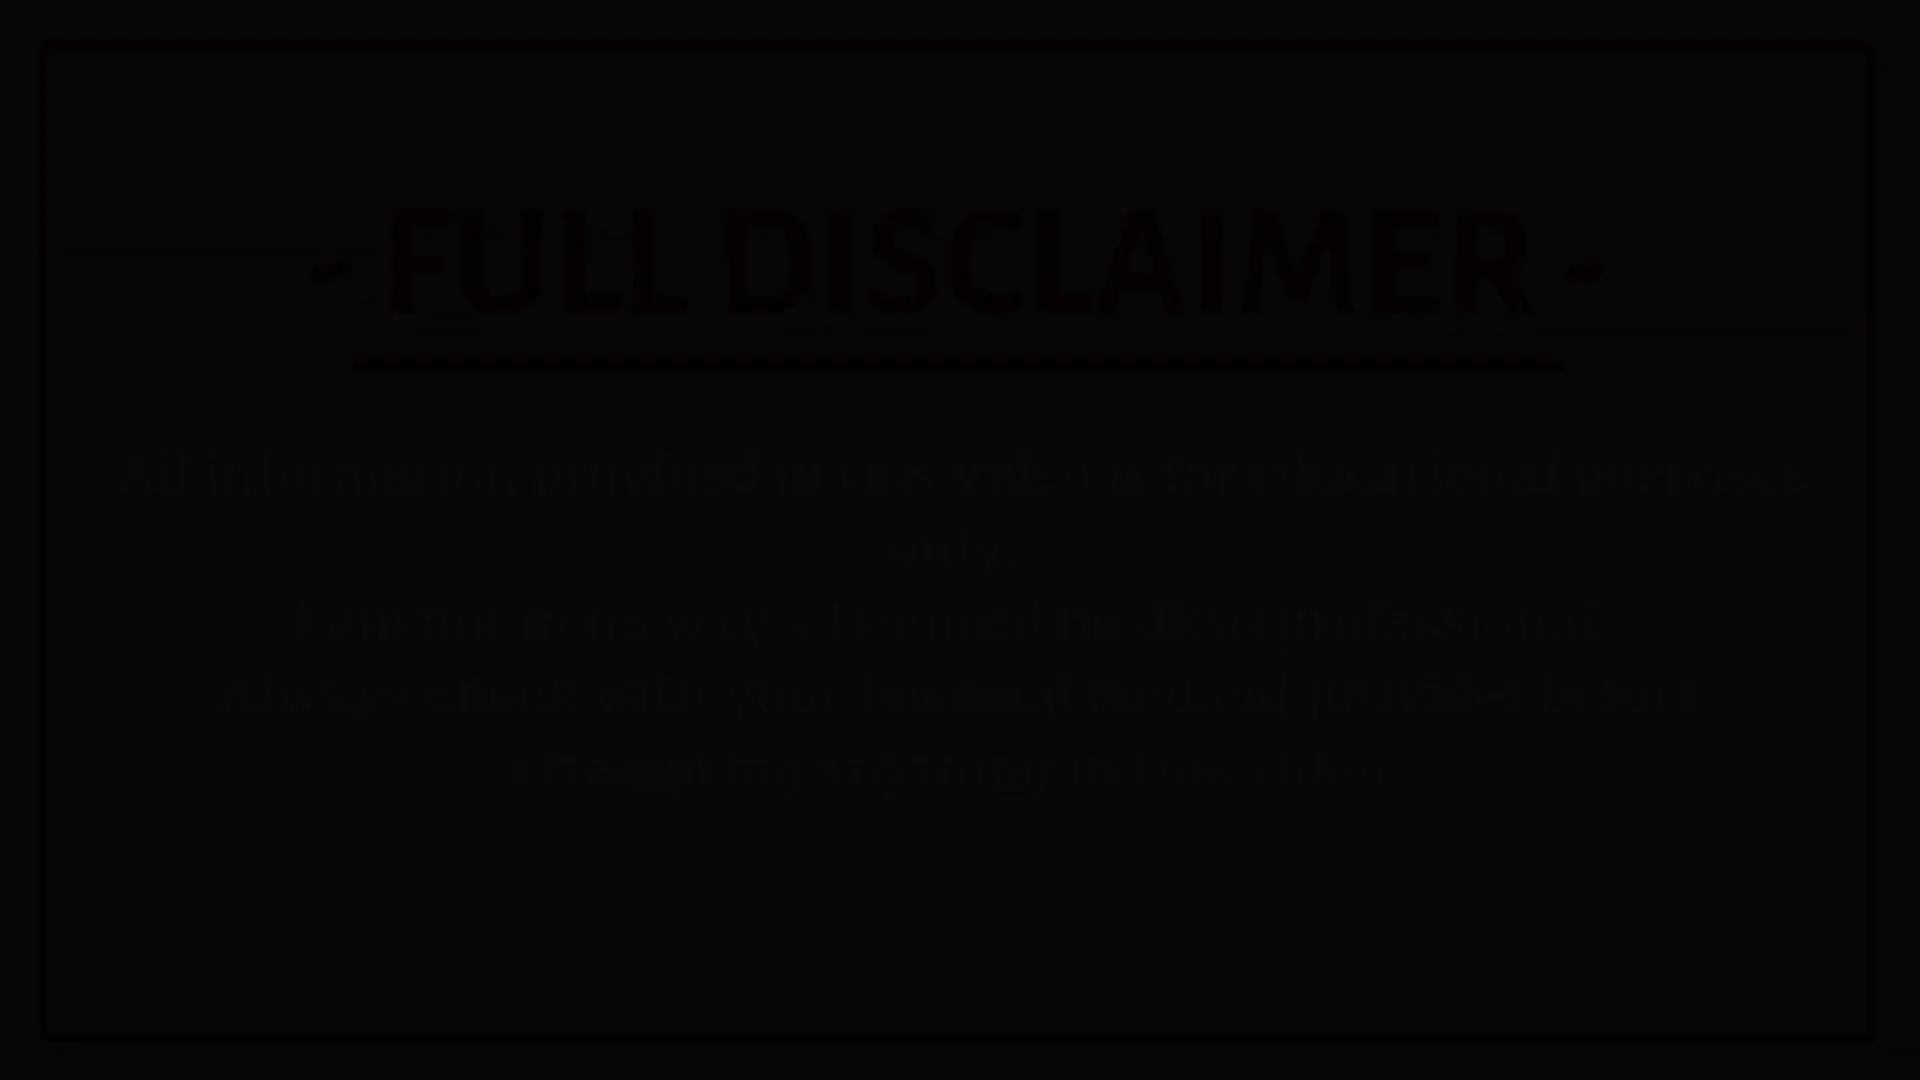 - FULL DISCLAIMER -
All information provided in this video is for educational purposes
only.
I am not in no way a licensed medical professional.
Always check with your licensed medical provider before
attempting anything in this video